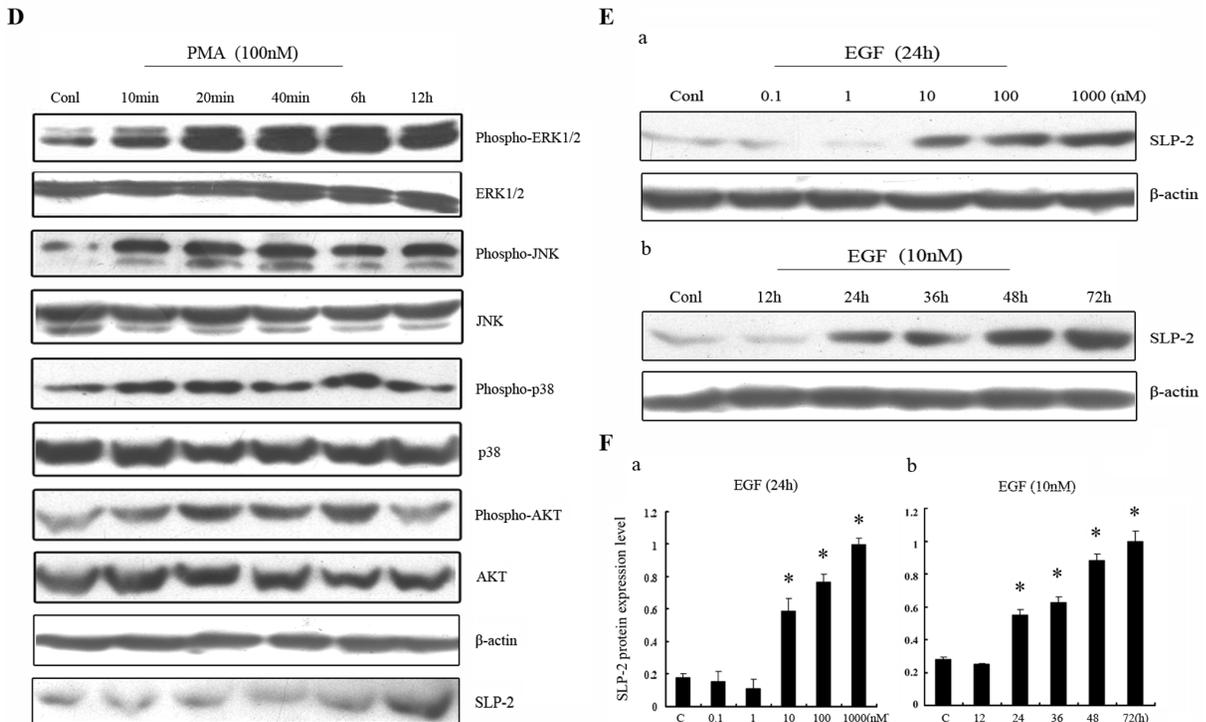 D
PMA (100nM)
Conl 10min 20min 40min 6h 12h
Phospho-ERK1/2
ERK1/2
Phospho-JNK
JNK
Phospho-p38
p38
Phospho-AKT
AKT
β-actin
SLP-2
E
a
EGF (24h)
Conl 0.1 1 10 100 1000 (nM)
SLP-2
β-actin
b
EGF (10nM)
Conl 12h 24h 36h 48h 72h
SLP-2
β-actin
F
a
EGF (24h)
SLP-2 protein expression level
1.2
1
0.8
0.6
0.4
0.2
0
* * *
C 0.1 1 10 100 1000(nM
b
EGF (10nM)
1.2
1
0.8
0.6
0.4
0.2
0
* * * *
C 12 24 36 48 72(h)